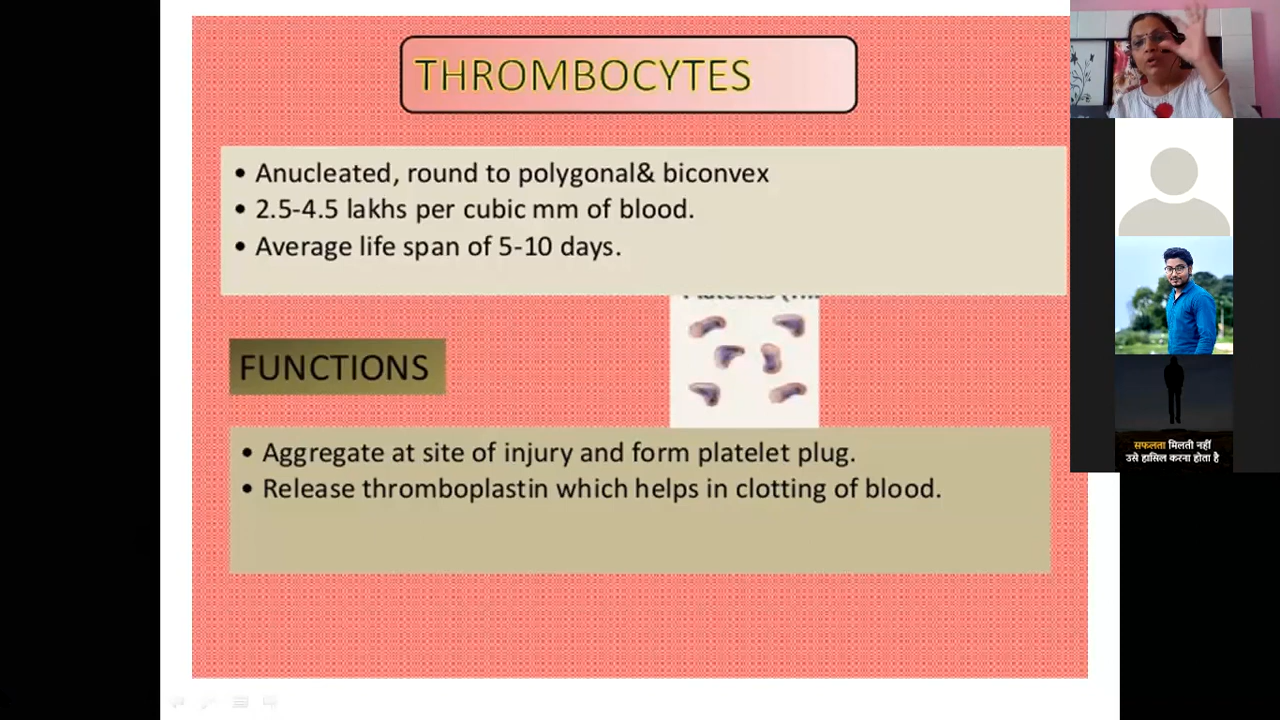 THROMBOCYTES
• Anucleated, round to polygonal& biconvex
• 2.5-4.5 lakhs per cubic mm of blood.
• Average life span of 5-10 days.
FUNCTIONS
• Aggregate at site of injury and form platelet plug.
• Release thromboplastin which helps in clotting of blood.
सफलता मिलती नहीं
उसे हासिल करना होता है